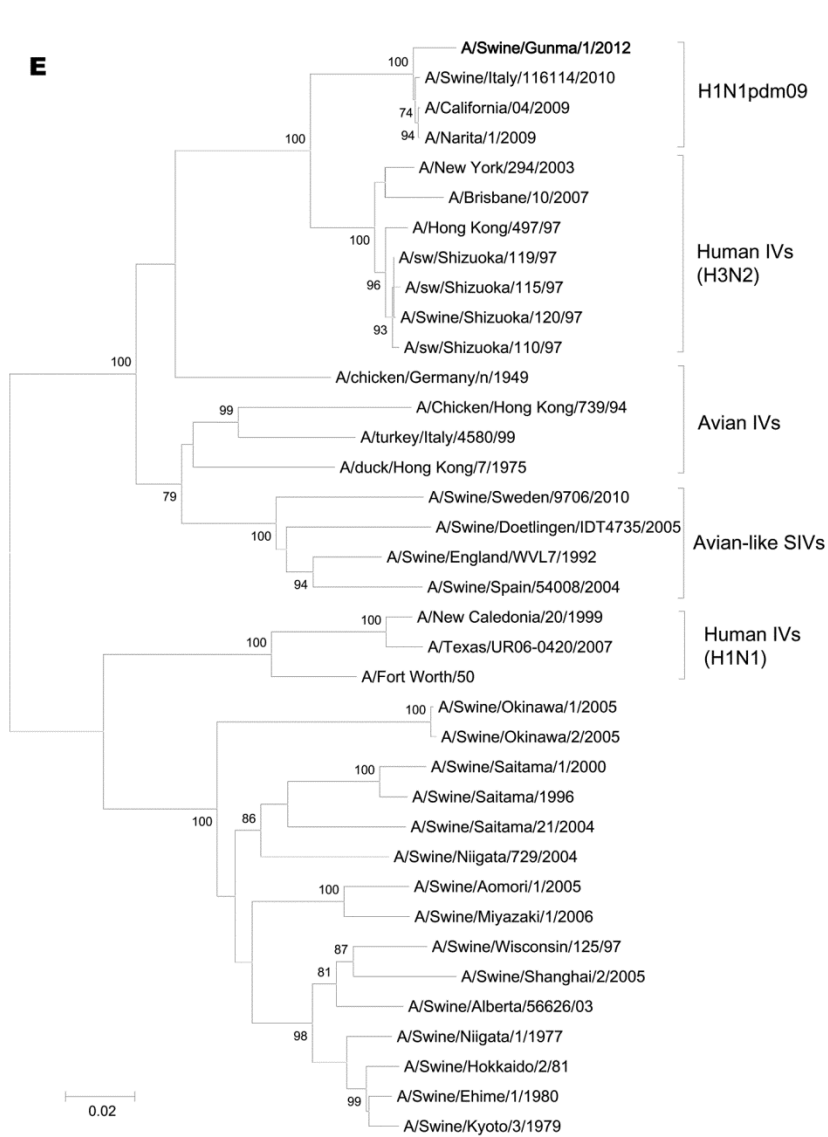 E
100
A/Swine/Gunma/1/2012
A/Swine/Italy/116114/2010
74
A/California/04/2009
94
A/Narita/1/2009
H1N1pdm09
100
A/New York/294/2003
A/Brisbane/10/2007
100
A/Hong Kong/497/97
A/sw/Shizuoka/119/97
96
A/sw/Shizuoka/115/97
A/Swine/Shizuoka/120/97
93
A/sw/Shizuoka/110/97
Human IVs
(H3N2)
100
A/chicken/Germany/n/1949
99
A/Chicken/Hong Kong/739/94
A/turkey/Italy/4580/99
A/duck/Hong Kong/7/1975
Avian IVs
79
A/Swine/Sweden/9706/2010
100
A/Swine/Doetlingen/IDT4735/2005
A/Swine/England/WVL7/1992
94
A/Swine/Spain/54008/2004
Avian-like SIVs
100
100
A/New Caledonia/20/1999
A/Texas/UR06-0420/2007
A/Fort Worth/50
Human IVs
(H1N1)
100
A/Swine/Okinawa/1/2005
A/Swine/Okinawa/2/2005
100
A/Swine/Saitama/1/2000
A/Swine/Saitama/1996
100
86
A/Swine/Saitama/21/2004
A/Swine/Niigata/729/2004
100
A/Swine/Aomori/1/2005
A/Swine/Miyazaki/1/2006
87
A/Swine/Wisconsin/125/97
81
A/Swine/Shanghai/2/2005
A/Swine/Alberta/56626/03
98
A/Swine/Niigata/1/1977
A/Swine/Hokkaido/2/81
99
A/Swine/Ehime/1/1980
A/Swine/Kyoto/3/1979
0.02